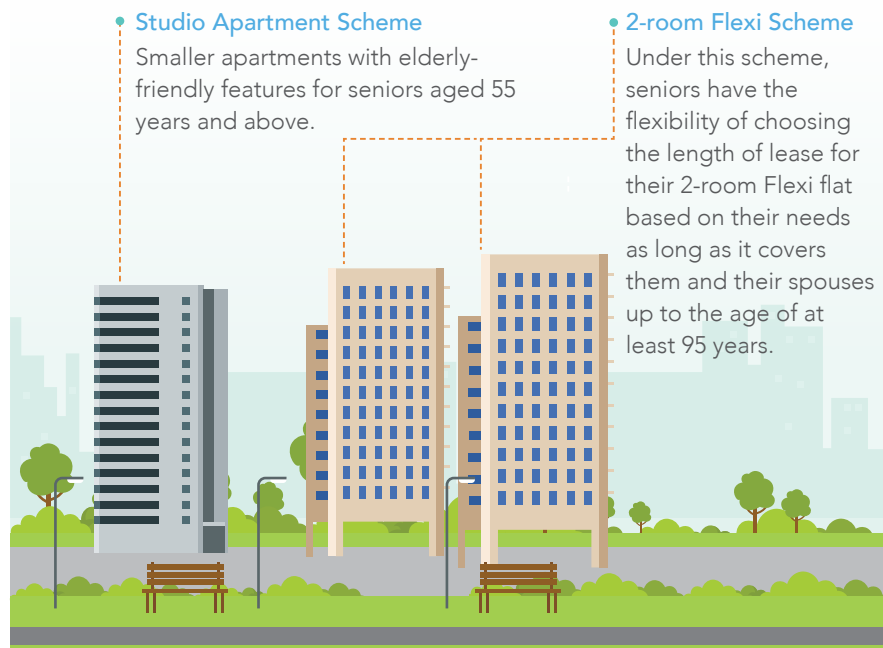 Studio Apartment Scheme
Smaller apartments with elderly-
friendly features for seniors aged 55
years and above.
2-room Flexi Scheme
Under this scheme,
seniors have the
flexibility of choosing
the length of lease for
their 2-room Flexi flat
based on their needs
as long as it covers
them and their spouses
up to the age of at
least 95 years.